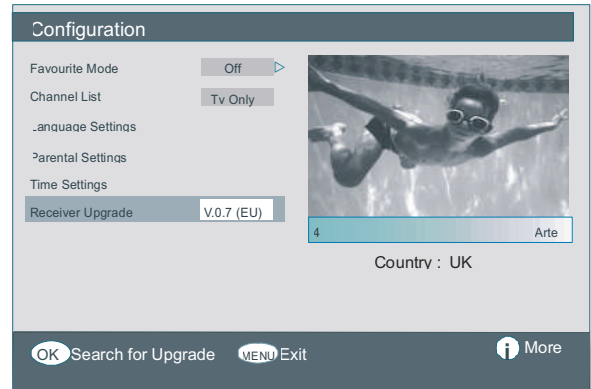 Configuration
Favourite Mode Off
Channel List Tv Only
Language Settings
Parental Settings
Time Settings
Receiver Upgrade V.0.7 (EU)
4 Arte
Country : UK
OK Search for Upgrade MENU Exit i More